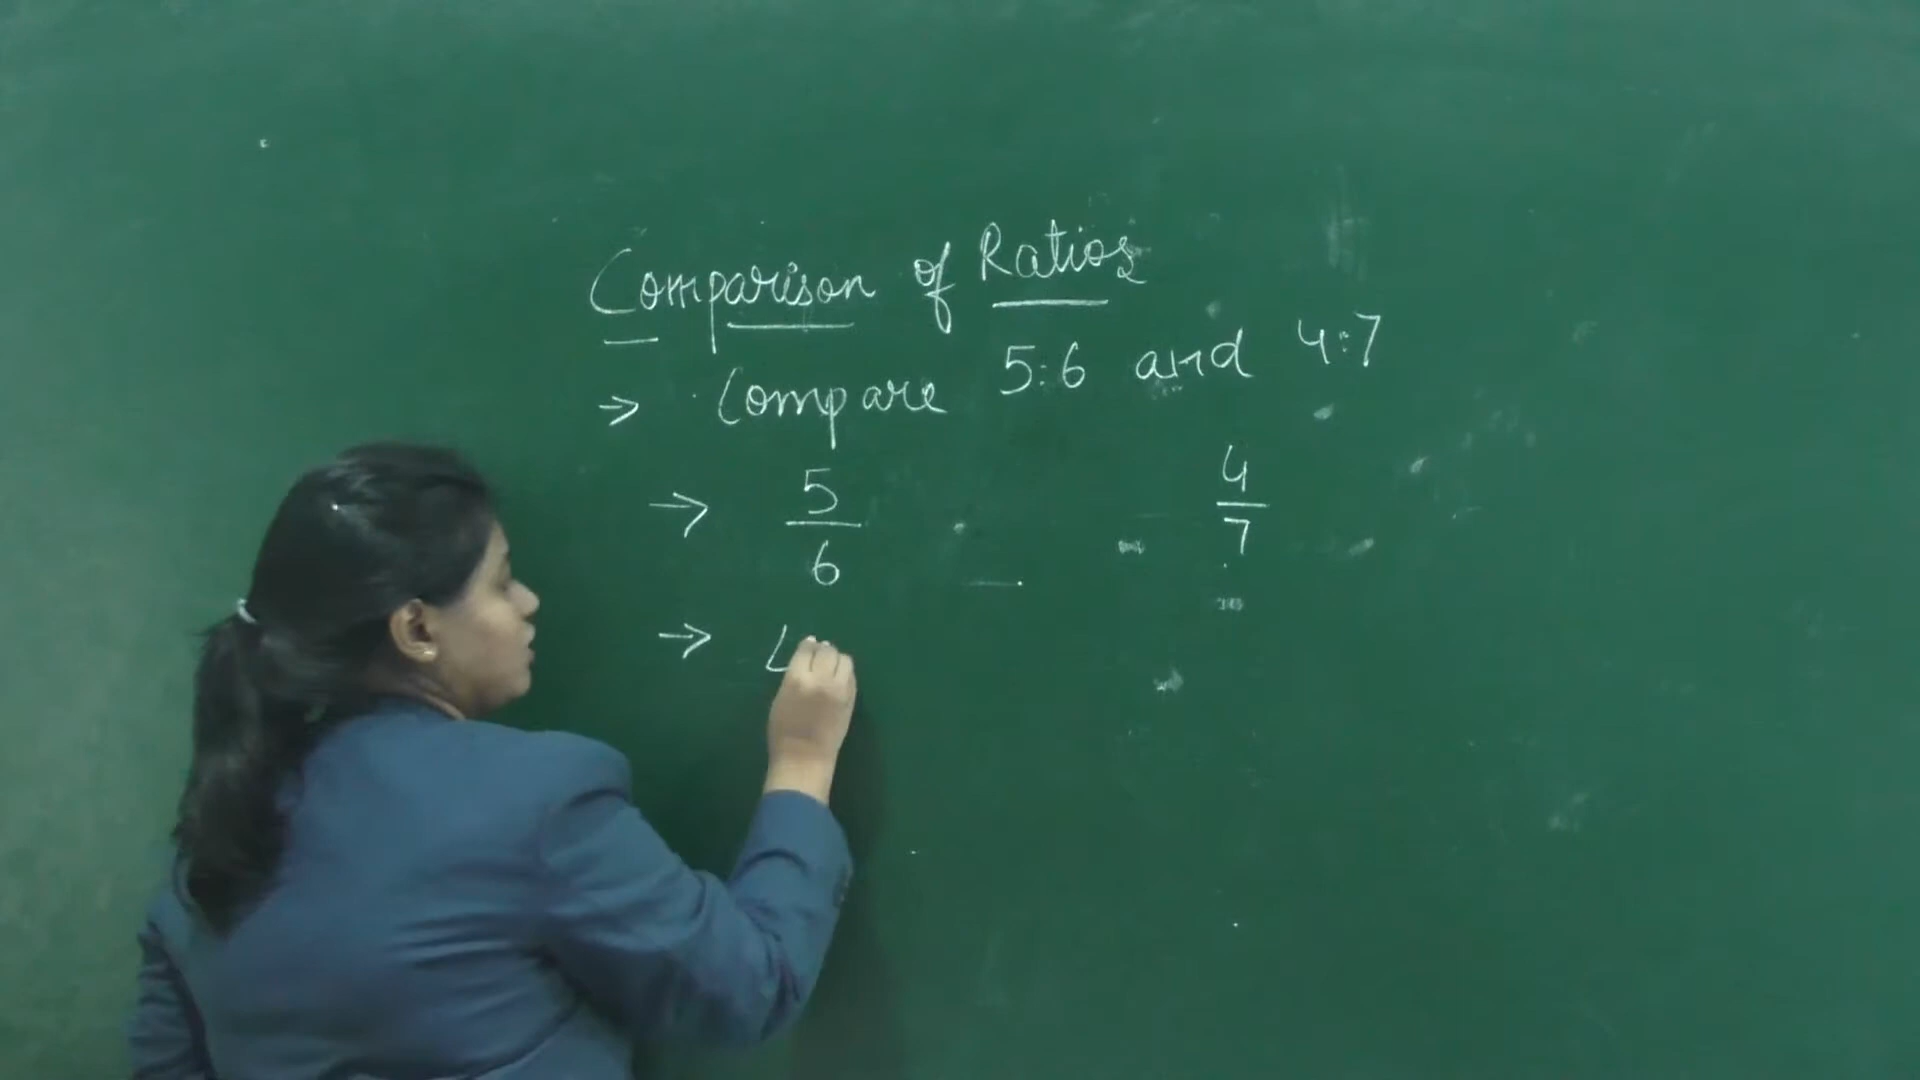 Comparison of Ratios
→ Compare 5:6 and 4:7
→ 5/6 4/7
→ L